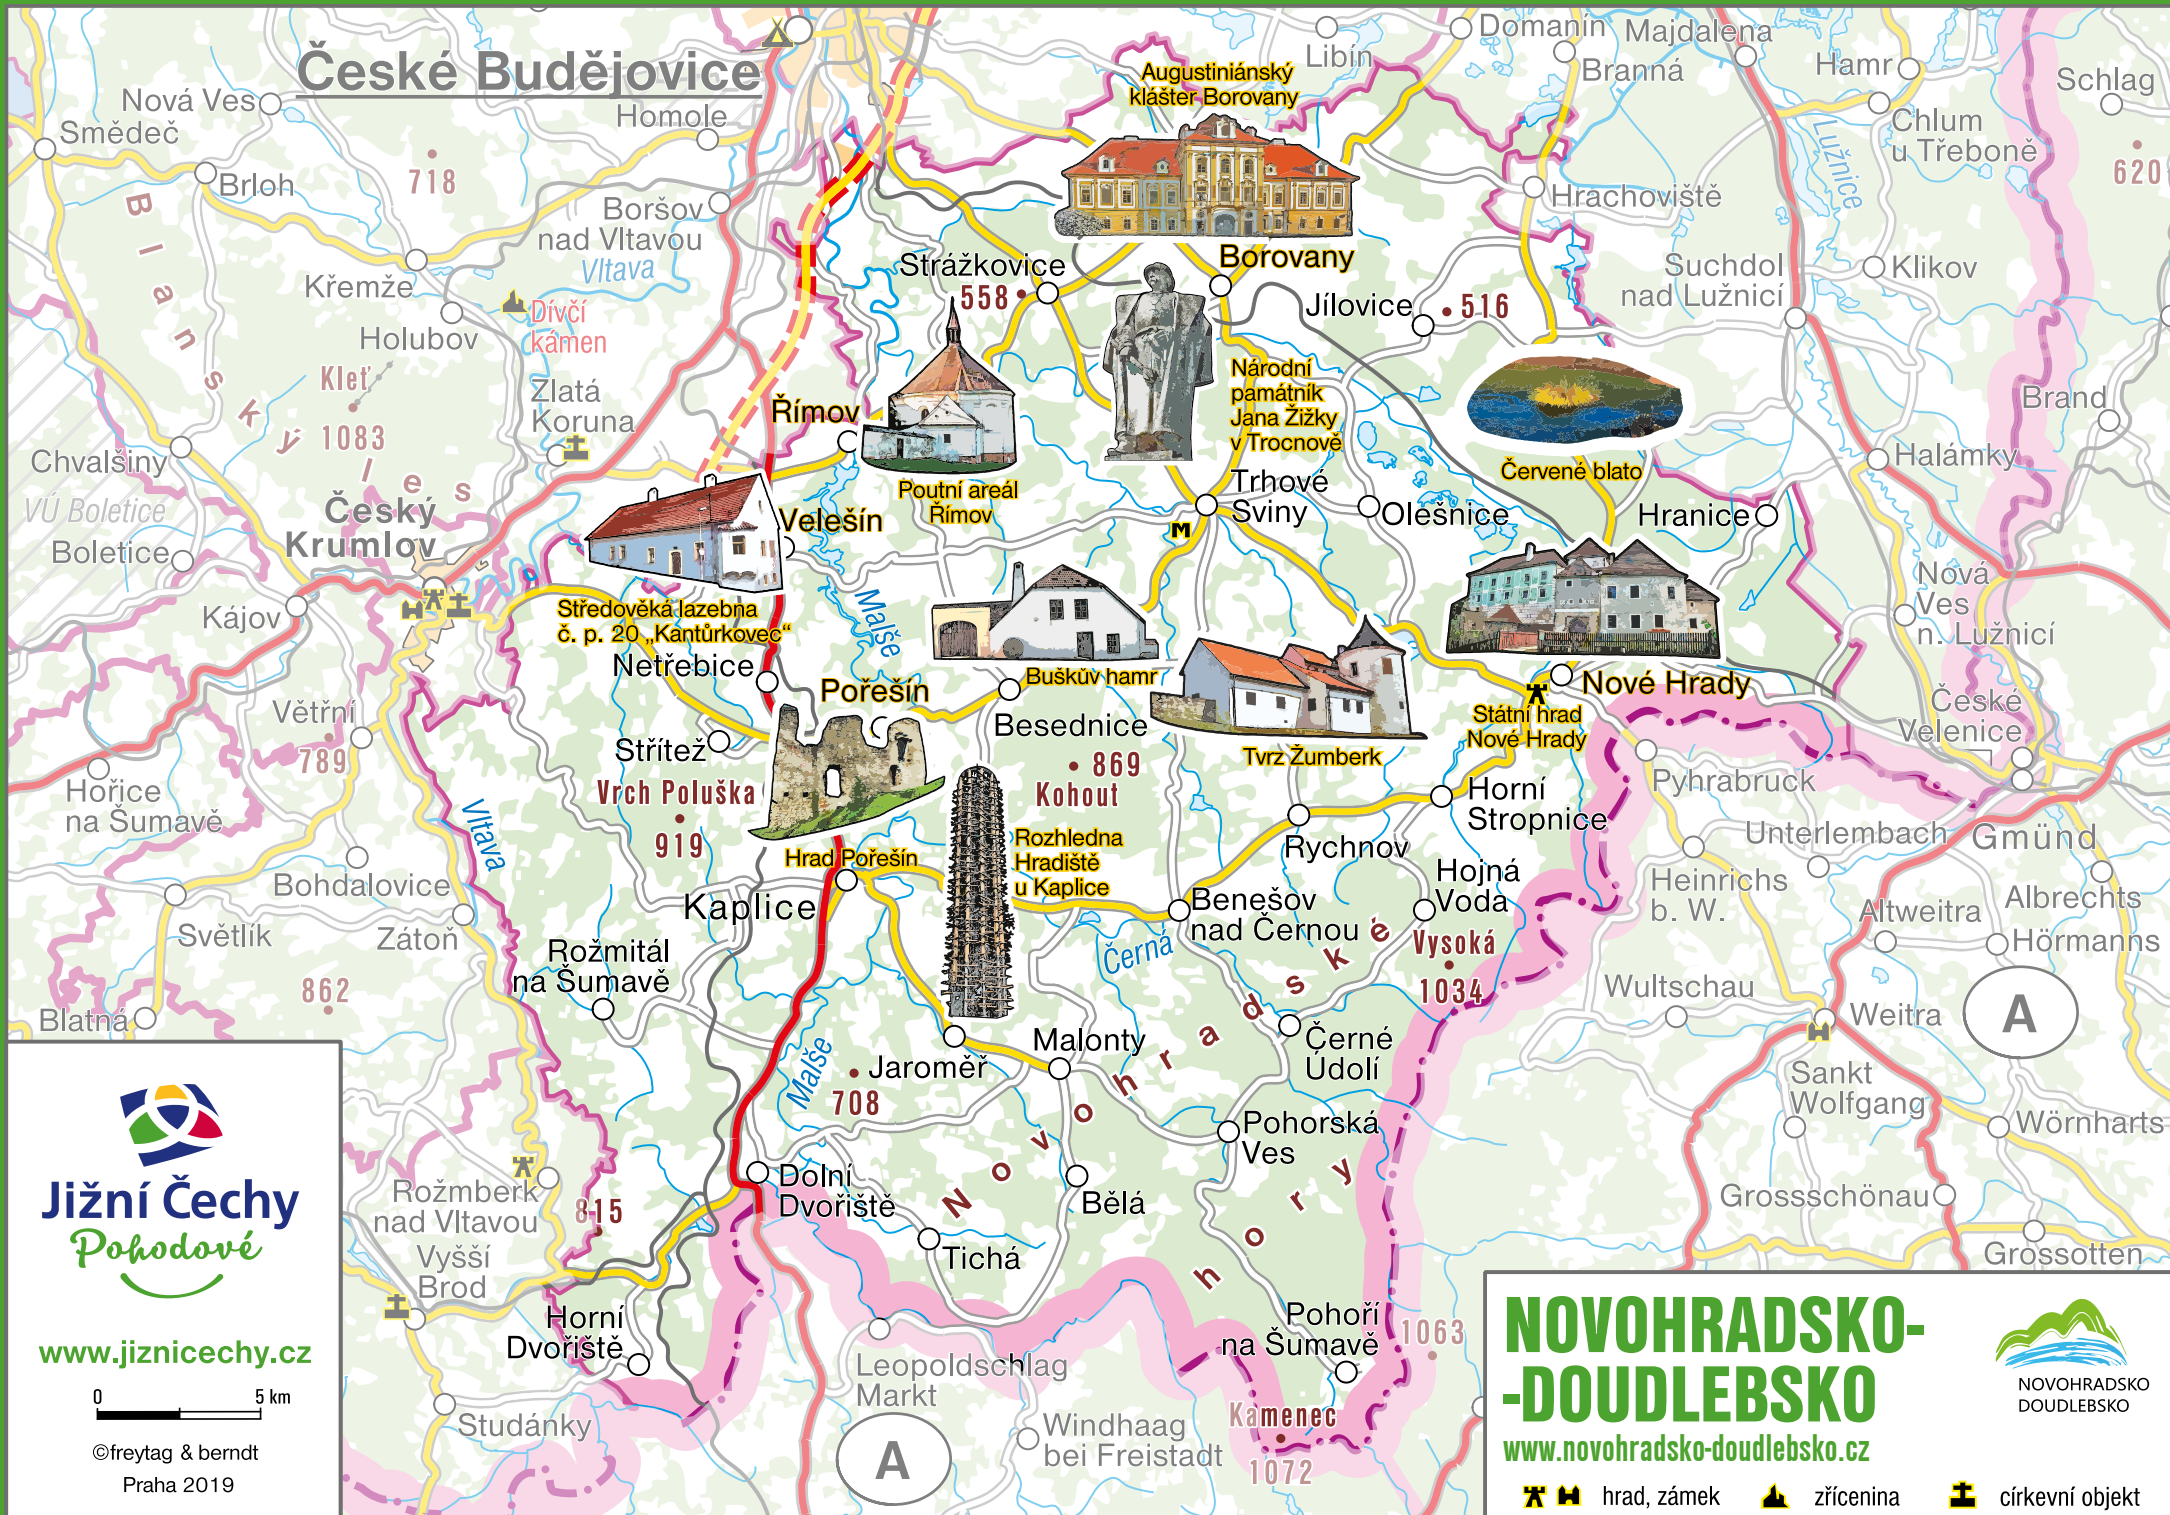 České Budějovice
Nová Ves
Smědeč
Homole
718
Brloh
Boršov
nad Vltavou
Vltava
Křemže
Holubov
Dívčí
kámen
Kleť
1083
Zlatá
Koruna
Blanský les
Chvalšiny
VÚ Boletice
Boletice
Český
Krumlov
Kájov
Větřní
789
Hořice
na Šumavě
Bohdalovice
Světlík
Zátoň
862
Blatná
Vltava
Augustiniánský
klášter Borovany
Borovany
Libín
Domanín
Majdalena
Branná
Hamr
Schlag
Chlum
u Třeboně
620
Lužnice
Hrachoviště
Suchdol
nad Lužnicí
Klikov
Strážkovice
558
Jílovice
516
Brand
Římov
Poutní areál
Římov
Národní
památník
Jana Žižky
v Trocnově
Červené blato
Halámky
Trhové
Sviny
Olešnice
Hranice
Velešín
Středověká lazebna
č. p. 20 „Kantůrkovec“
Malše
Netřebice
Pořešín
Buškův hamr
Besednice
Tvrz Žumberk
Nové Hrady
Státní hrad
Nové Hrady
Nová
Ves
n. Lužnicí
České
Velenice
Střítež
Vrch Poluška
919
869
Kohout
Hrad Pořešín
Rozhledna
Hradiště
u Kaplice
Kaplice
Horní
Stropnice
Rychnov
Hojná
Voda
Benešov
nad Černou
Černá
Vysoká
1034
Pyhrabruck
Unterlembach
Gmünd
Heinrichs
b. W.
Altweitra
Albrechts
Hörmanns
Wultschau
Weitra
A
Rožmitál
na Šumavě
Malše
708
Jaroměř
Malonty
Černé
Údolí
Novohradské hory
Pohorská
Ves
Sankt
Wolfgang
Wörnharts
Grossschönau
Grossotten
Rožmberk
nad Vltavou
815
Dolní
Dvořiště
Bělá
Tichá
Vyšší
Brod
Horní
Dvořiště
Pohoří
na Šumavě
1063
Leopoldschlag
Markt
Studánky
A
Windhaag
bei Freistadt
Kamenec
1072
Jižní Čechy
Pohodové
www.jiznicechy.cz
0 5 km
©freytag & berndt
Praha 2019
NOVOHRADSKO-
-DOUDLEBSKO
www.novohradsko-doudlebsko.cz
NOVOHRADSKO
DOUDLEBSKO
hrad, zámek
zřícenina
církevní objekt